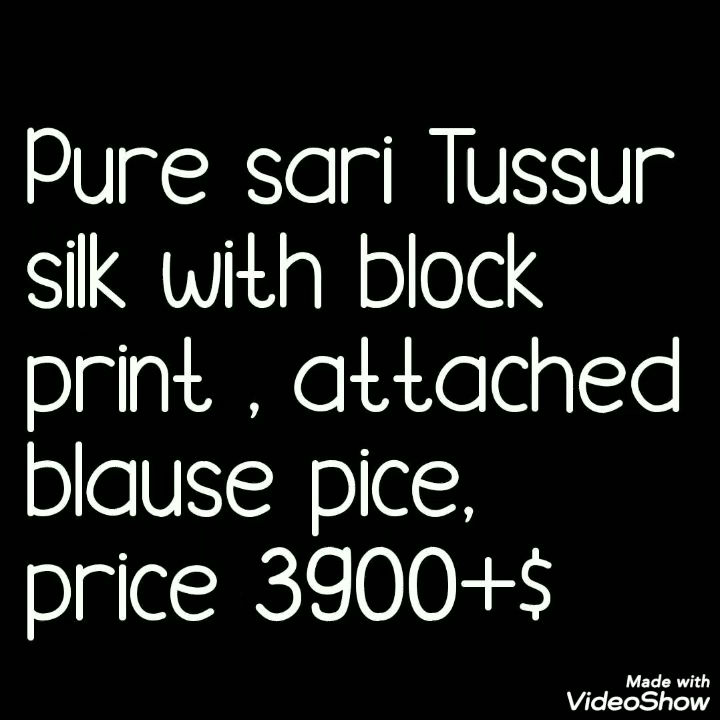 Pure sari Tussur
silk with block
print , attached
blause pice,
price 3900+$
Made with
VideoShow